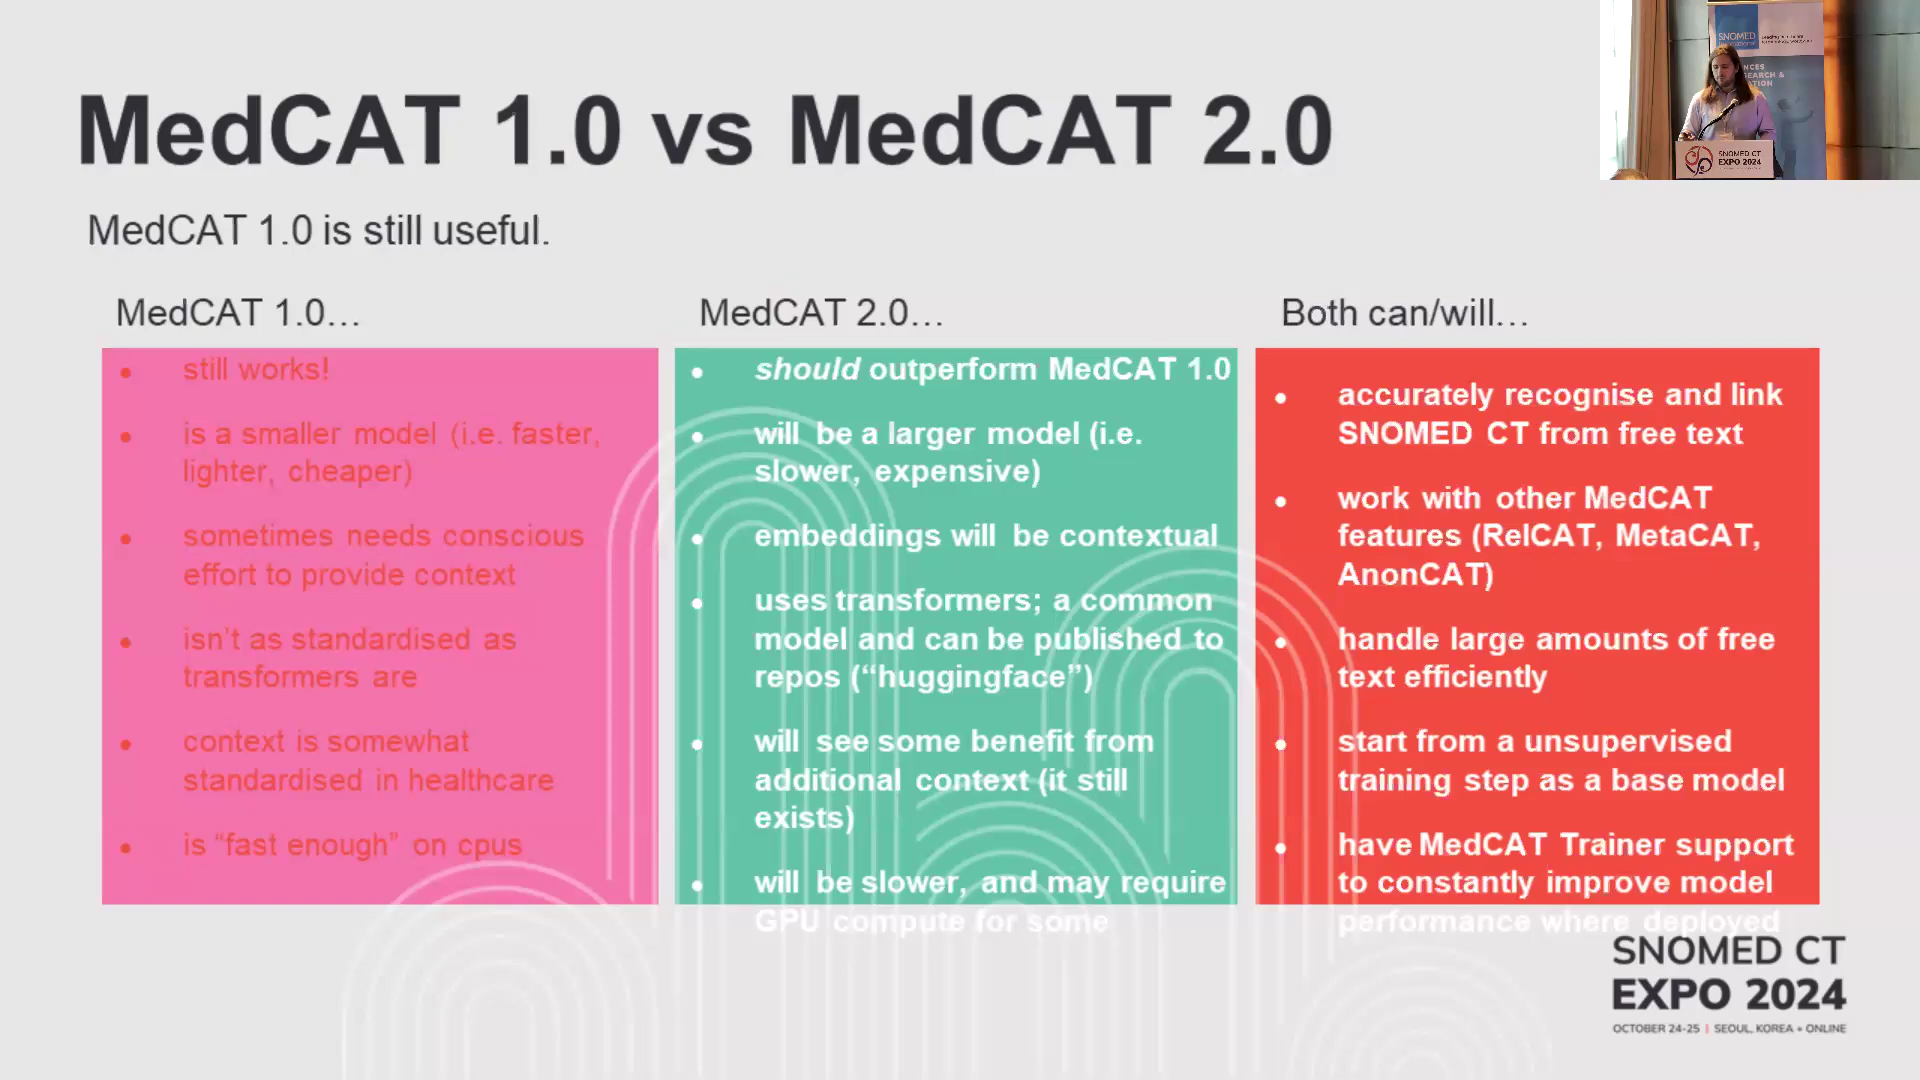 MedCAT 1.0 vs MedCAT 2.0
MedCAT 1.0 is still useful.
MedCAT 1.0…
• still works!
• is a smaller model (i.e. faster,
lighter, cheaper)
• sometimes needs conscious
effort to provide context
• isn't as standardised as
transformers are
• context is somewhat
standardised in healthcare
• is “fast enough” on cpus
MedCAT 2.0…
• should outperform MedCAT 1.0
• will be a larger model (i.e.
slower, expensive)
• embeddings will be contextual
• uses transformers; a common
model and can be published to
repos (“huggingface”)
• will see some benefit from
additional context (it still
exists)
• will be slower, and may require
GPU compute for some
Both can/will…
• accurately recognise and link
SNOMED CT from free text
• work with other MedCAT
features (RelCAT, MetaCAT,
AnonCAT)
• handle large amounts of free
text efficiently
• start from a unsupervised
training step as a base model
• have MedCAT Trainer support
to constantly improve model
performance where deployed
SNOMED
SNOMED CT
EXPO 2024
SNOMED CT
EXPO 2024
OCTOBER 24-25 | SEOUL, KOREA + ONLINE